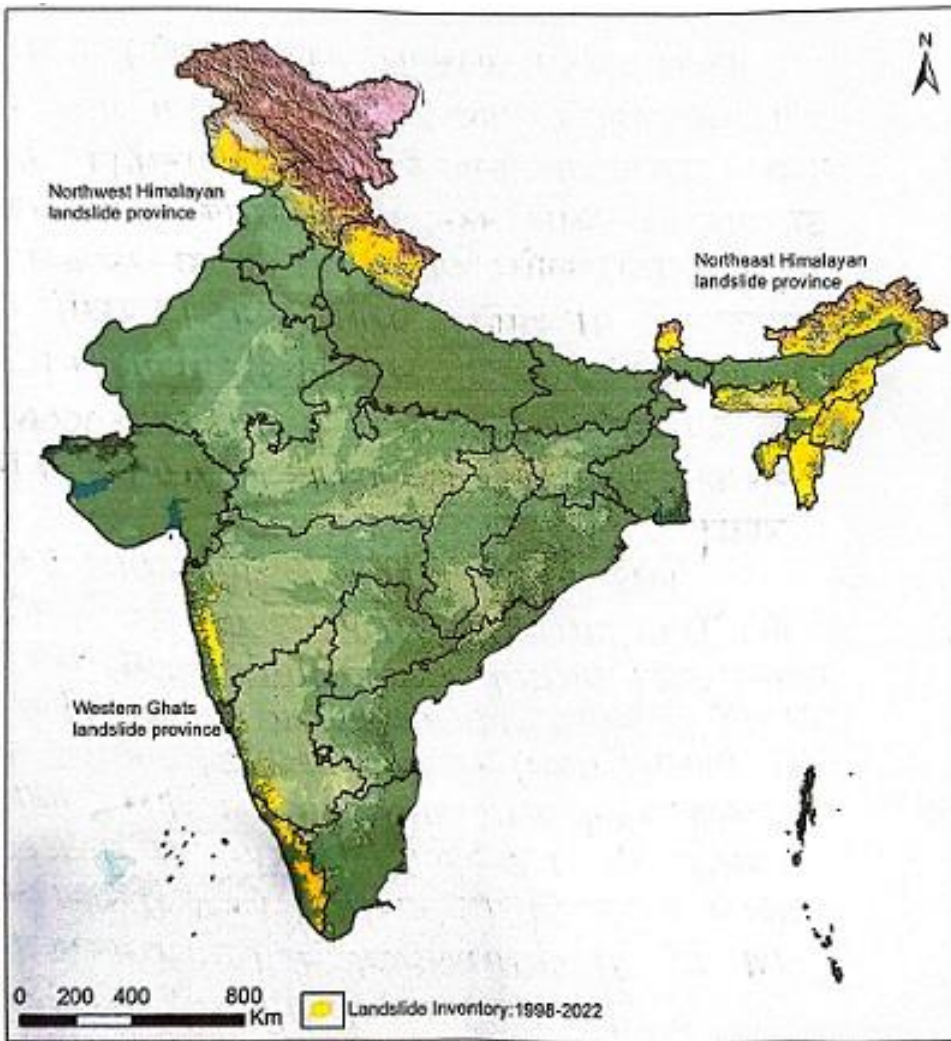 N
Northwest Himalayan
landslide province
Northeast Himalayan
landslide province
Western Ghats
landslide province
0 200 400 800
Km
Landslide Inventory:1998-2022